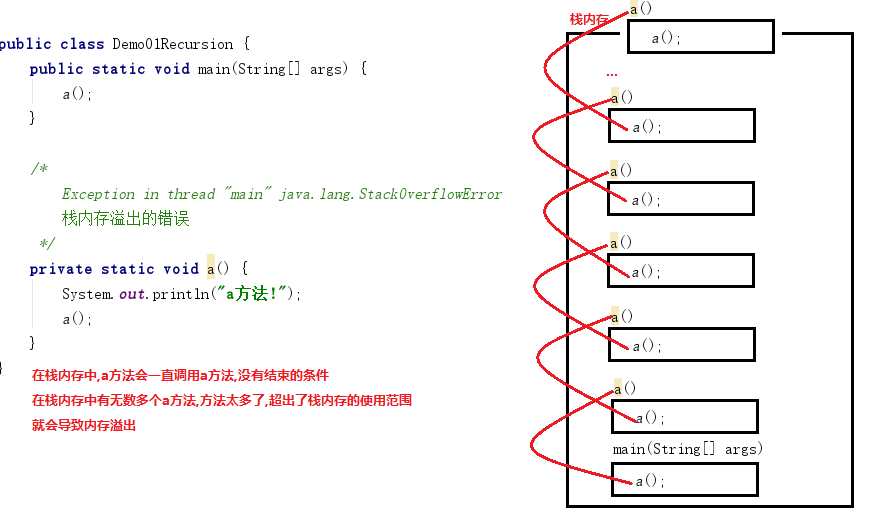 public class Demo01Recursion {
public static void main(String[] args) {
a();
}
/*
Exception in thread "main" java.lang.StackOverflowError
栈内存溢出的错误
*/
private static void a() {
System.out.println("a方法!");
a();
}
}
在栈内存中,a方法会一直调用a方法,没有结束的条件
在栈内存中有无数多个a方法,方法太多了,超出了栈内存的使用范围
就会导致内存溢出
栈内存
a()
a();
...
a()
a();
a()
a();
a()
a();
a()
a();
a()
a();
main(String[] args)
a();